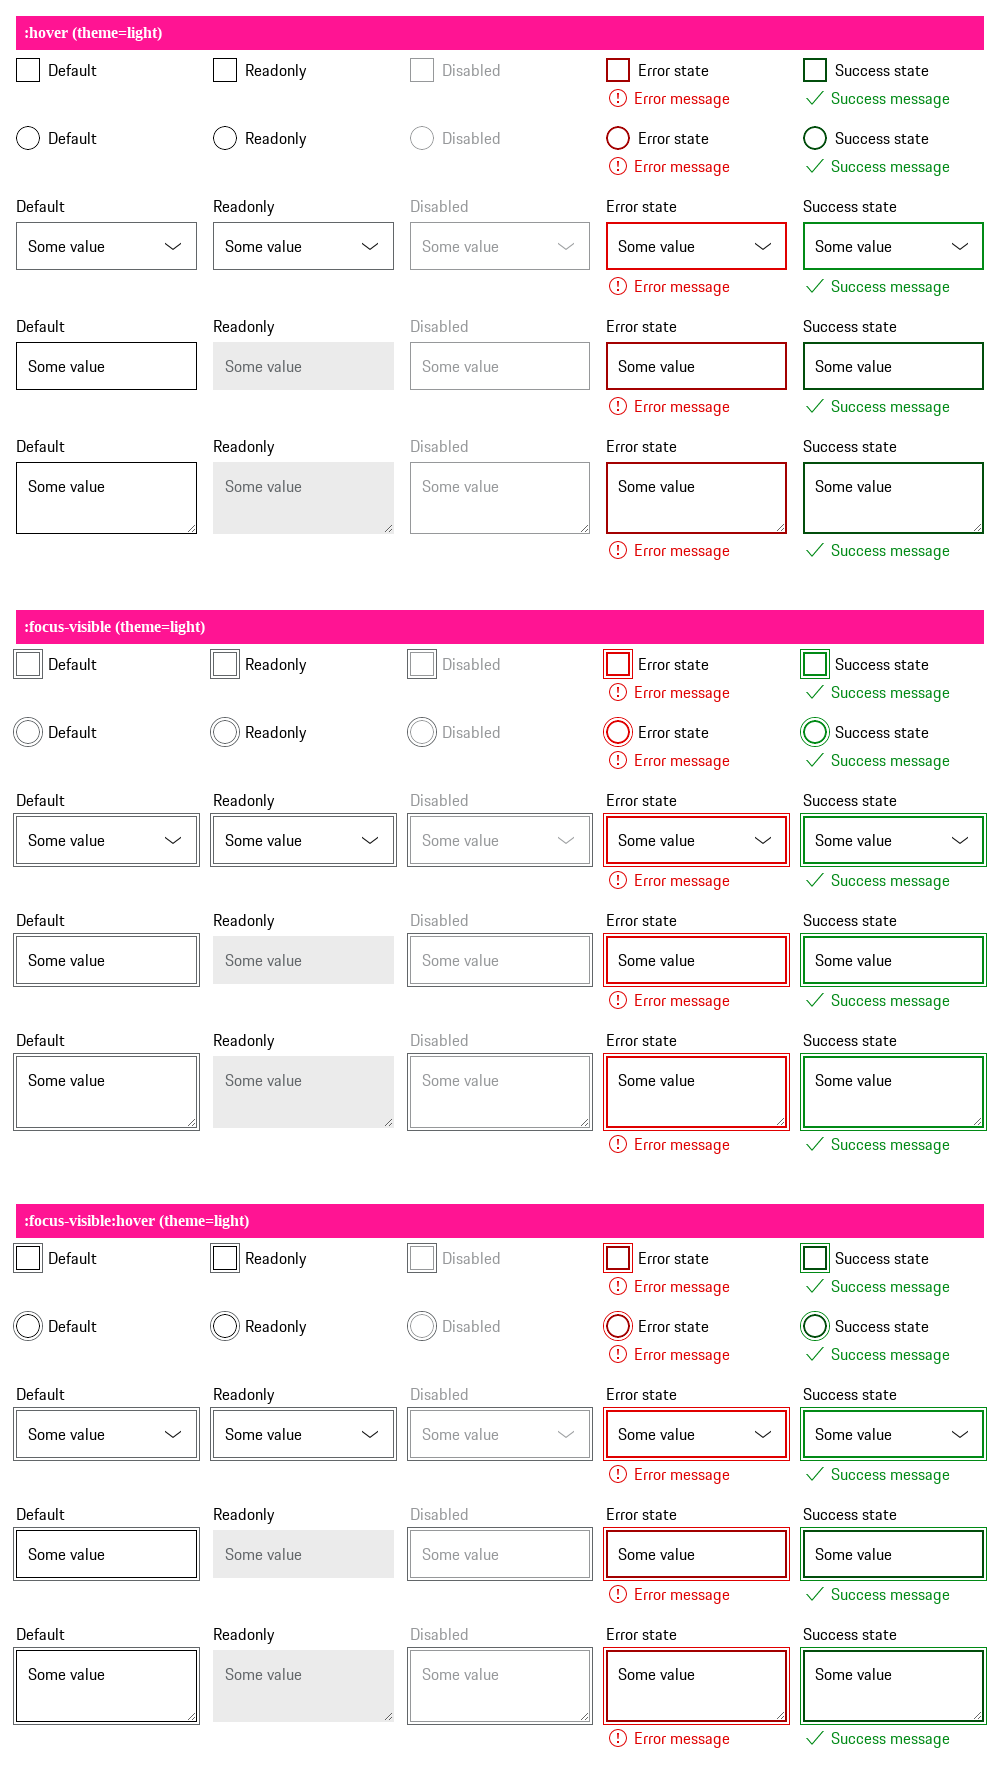 :hover (theme=light)
Default Readonly Disabled Error state Success state
Error message Success message
Default Readonly Disabled Error state Success state
Error message Success message
Default Readonly Disabled Error state Success state
Some value Some value Some value Some value Some value
Error message Success message
Default Readonly Disabled Error state Success state
Some value Some value Some value Some value Some value
Error message Success message
Default Readonly Disabled Error state Success state
Some value Some value Some value Some value Some value
Error message Success message
:focus-visible (theme=light)
Default Readonly Disabled Error state Success state
Error message Success message
Default Readonly Disabled Error state Success state
Error message Success message
Default Readonly Disabled Error state Success state
Some value Some value Some value Some value Some value
Error message Success message
Default Readonly Disabled Error state Success state
Some value Some value Some value Some value Some value
Error message Success message
Default Readonly Disabled Error state Success state
Some value Some value Some value Some value Some value
Error message Success message
:focus-visible:hover (theme=light)
Default Readonly Disabled Error state Success state
Error message Success message
Default Readonly Disabled Error state Success state
Error message Success message
Default Readonly Disabled Error state Success state
Some value Some value Some value Some value Some value
Error message Success message
Default Readonly Disabled Error state Success state
Some value Some value Some value Some value Some value
Error message Success message
Default Readonly Disabled Error state Success state
Some value Some value Some value Some value Some value
Error message Success message